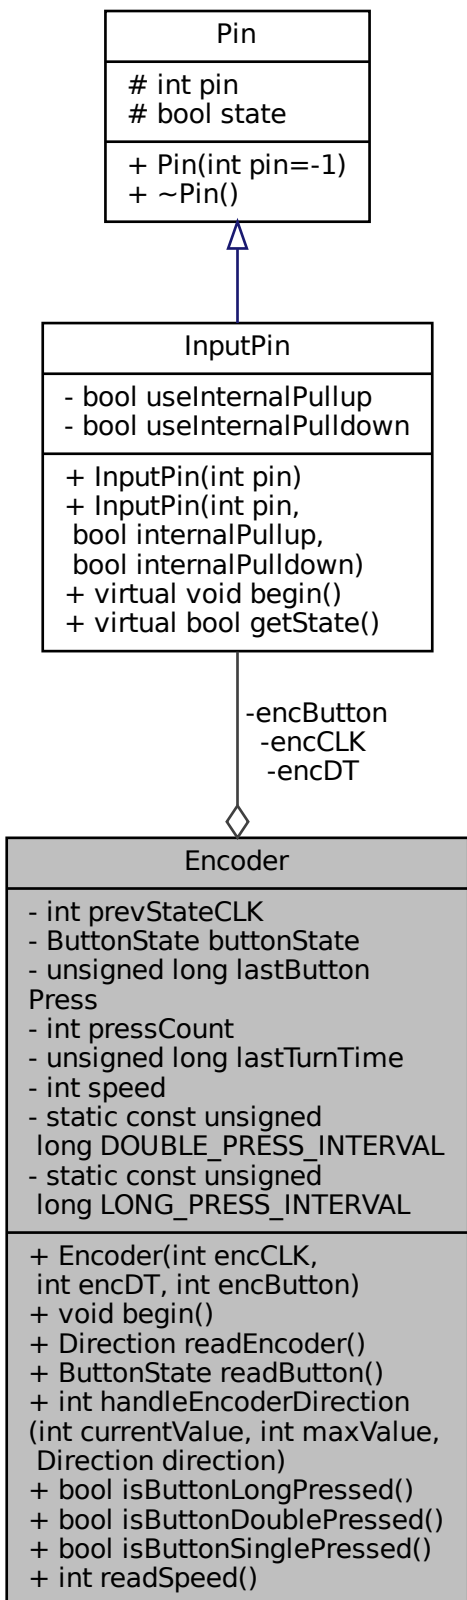 Pin
# int pin
# bool state
+ Pin(int pin=-1)
+ ~Pin()
InputPin
- bool useInternalPullup
- bool useInternalPulldown
+ InputPin(int pin)
+ InputPin(int pin,
bool internalPullup,
bool internalPulldown)
+ virtual void begin()
+ virtual bool getState()
-encButton
-encCLK
-encDT
Encoder
- int prevStateCLK
- ButtonState buttonState
- unsigned long lastButton
Press
- int pressCount
- unsigned long lastTurnTime
- int speed
- static const unsigned
long DOUBLE_PRESS_INTERVAL
- static const unsigned
long LONG_PRESS_INTERVAL
+ Encoder(int encCLK,
int encDT, int encButton)
+ void begin()
+ Direction readEncoder()
+ ButtonState readButton()
+ int handleEncoderDirection
(int currentValue, int maxValue,
Direction direction)
+ bool isButtonLongPressed()
+ bool isButtonDoublePressed()
+ bool isButtonSinglePressed()
+ int readSpeed()